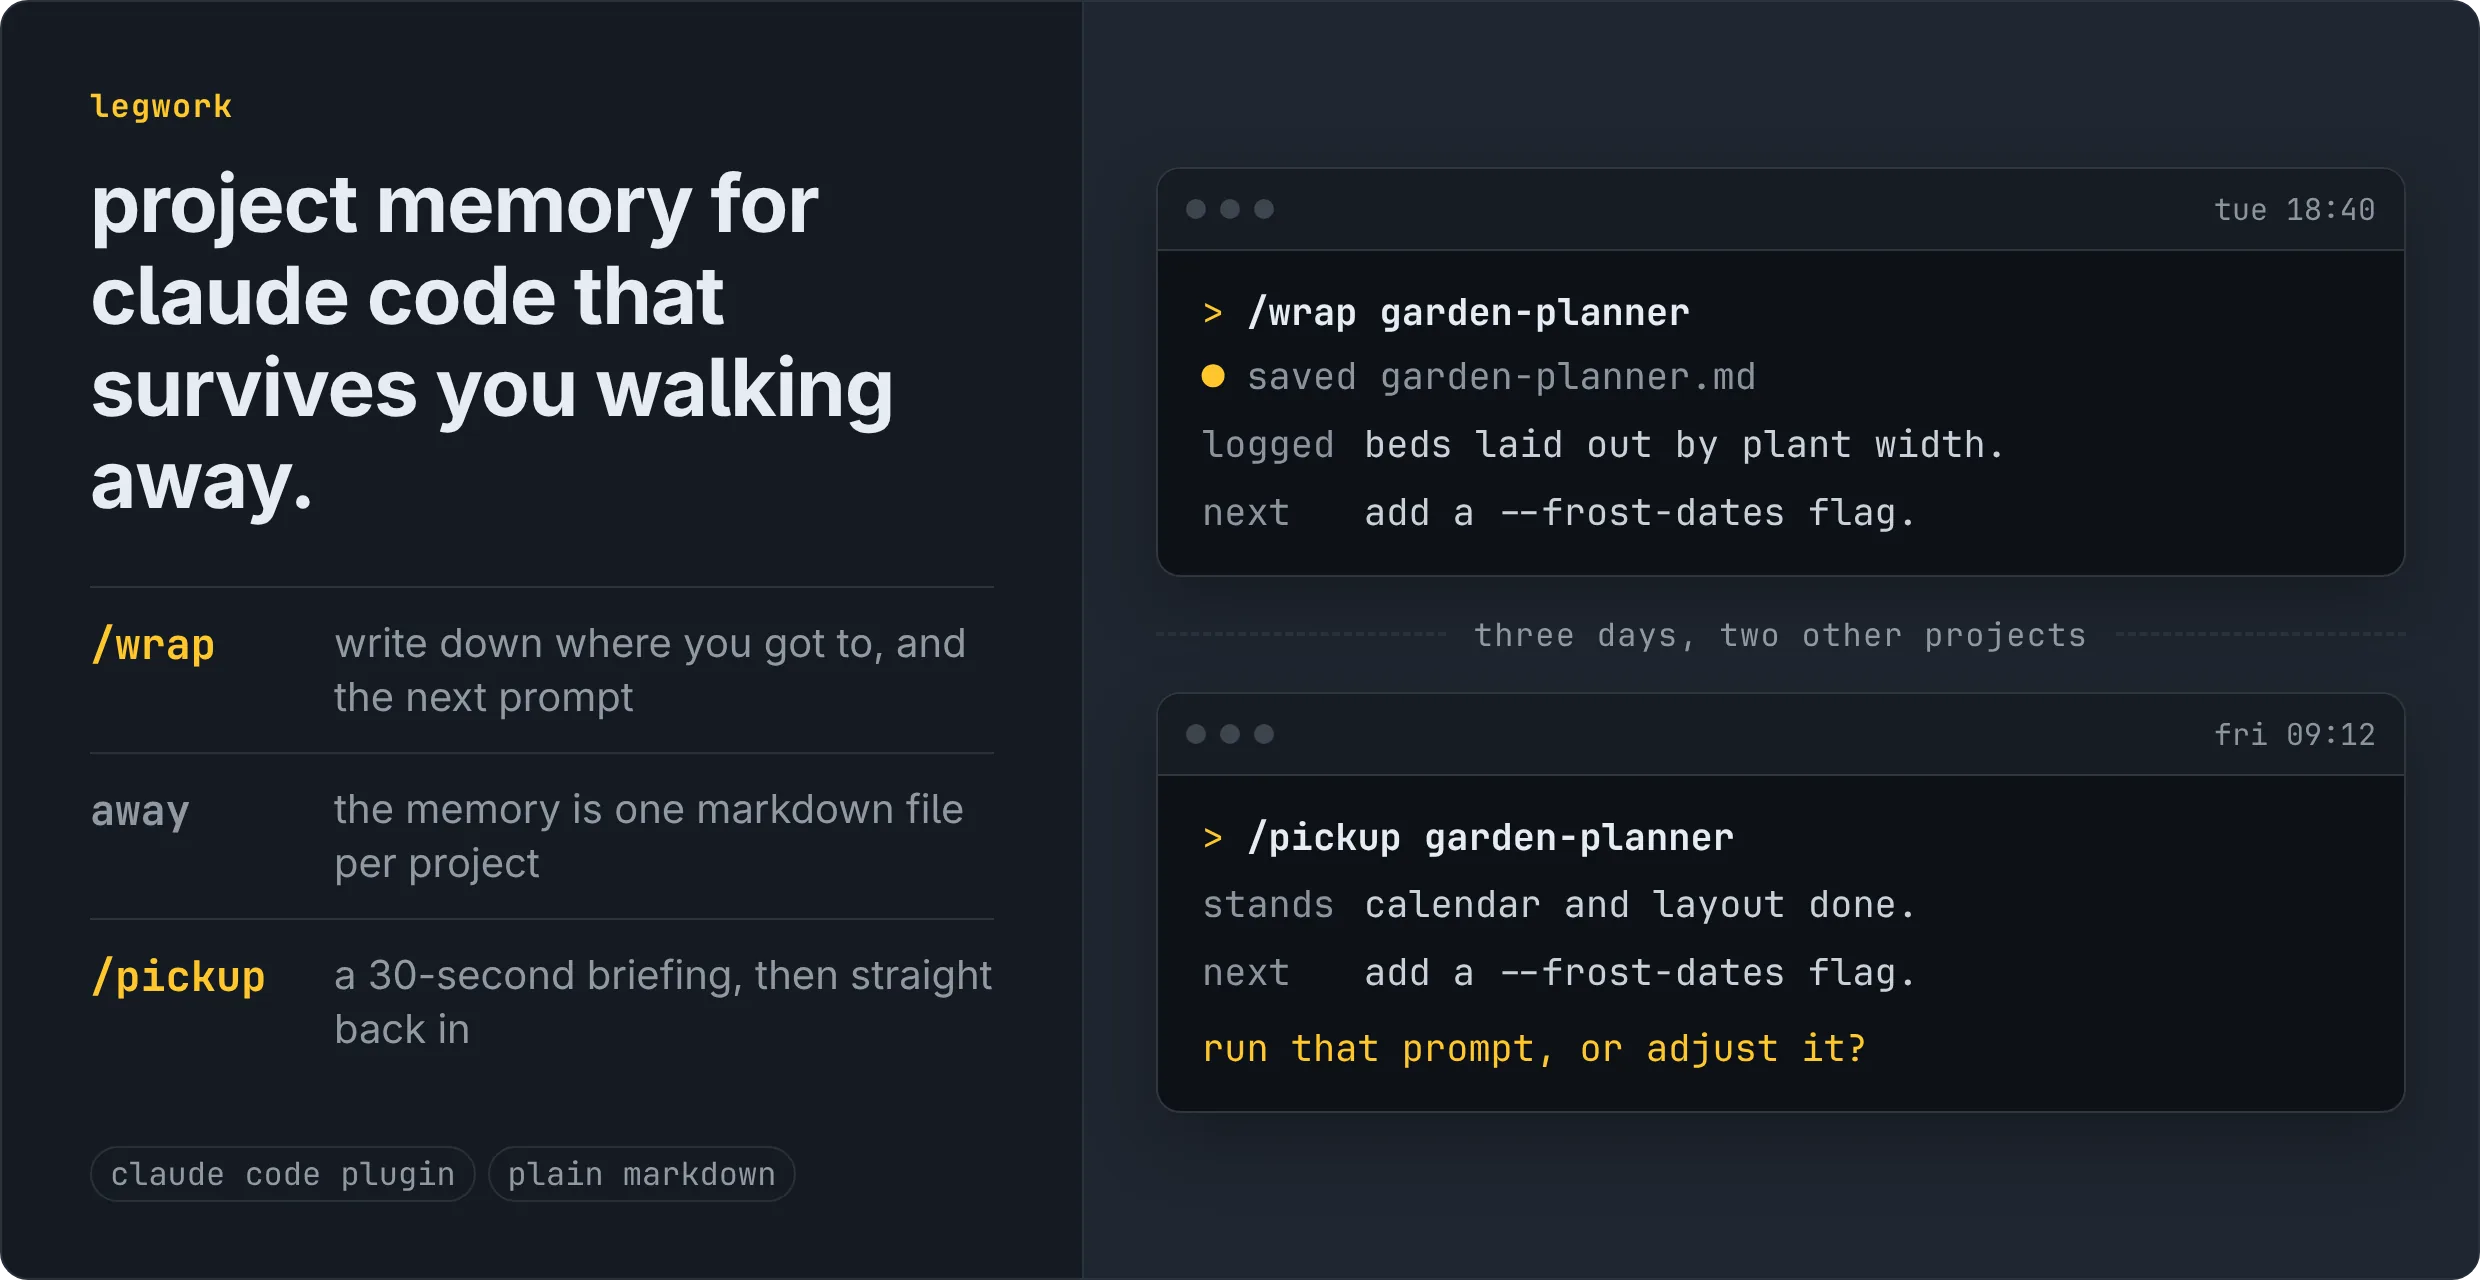 legwork
project memory for
claude code that
survives you walking
away.
/wrap write down where you got to, and
the next prompt
away the memory is one markdown file
per project
/pickup a 30-second briefing, then straight
back in
claude code plugin plain markdown
tue 18:40
> /wrap garden-planner
saved garden-planner.md
logged beds laid out by plant width.
next add a --frost-dates flag.
three days, two other projects
fri 09:12
> /pickup garden-planner
stands calendar and layout done.
next add a --frost-dates flag.
run that prompt, or adjust it?